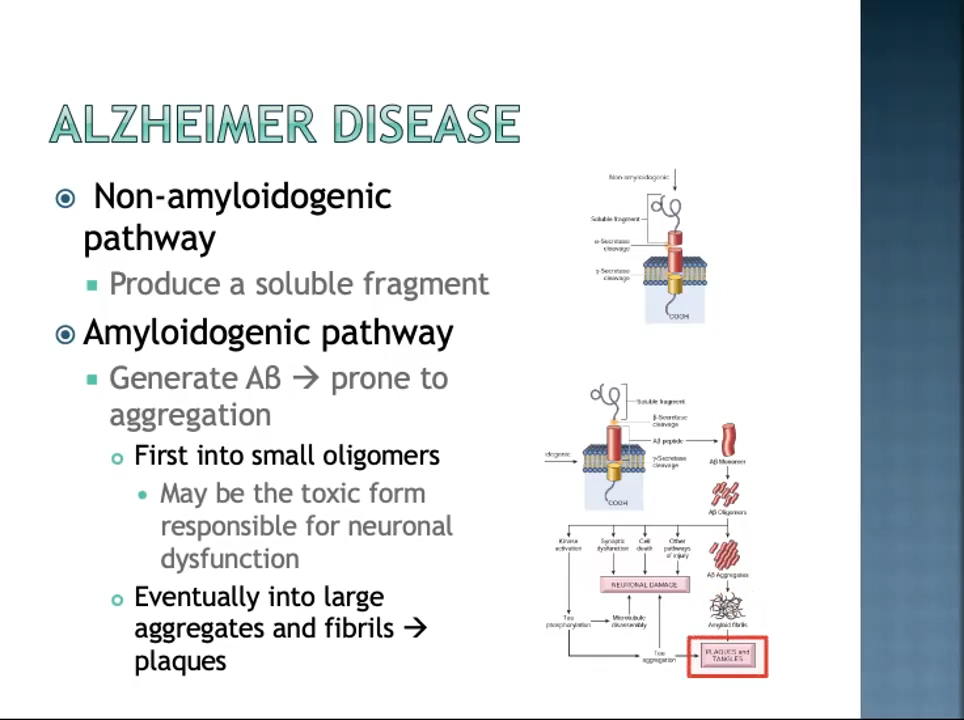 ALZHEIMER DISEASE
Non-amyloidogenic
pathway
Produce a soluble fragment
Amyloidogenic pathway
Generate Aβ → prone to
aggregation
First into small oligomers
May be the toxic form
responsible for neuronal
dysfunction
Eventually into large
aggregates and fibrils →
plaques
Non-amyloidogenic
Soluble fragment
α-Secretase
cleavage
γ-Secretase
cleavage
COOH
Soluble fragment
β-Secretase
cleavage
Aβ peptide
idogenic
γ-Secretase
cleavage
Aβ Monomer
COOH
Aβ Oligomers
Kinase
activation
Synaptic
dysfunction
Cell
death
Other
pathways
of injury
Aβ Aggregates
NEURONAL DAMAGE
Amyloid fibrils
Tau
phosphorylation
Microtubule
disassembly
Tau
aggregation
PLAQUES and
TANGLES